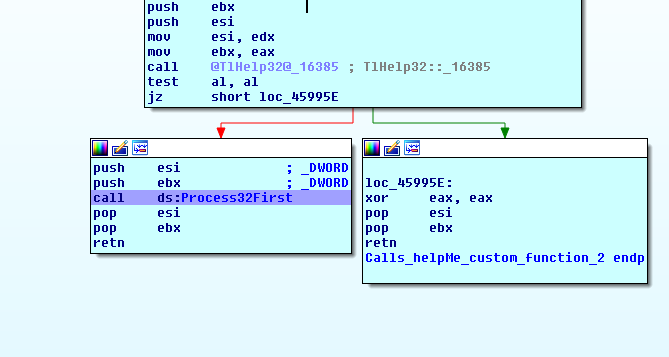 push ebx
push esi
mov esi, edx
mov ebx, eax
call @TlHelp32@_16385 ; TlHelp32::_16385
test al, al
jz short loc_45995E
push esi ; _DWORD
push ebx ; _DWORD
call ds:Process32First
pop esi
pop ebx
retn
loc_45995E:
xor eax, eax
pop esi
pop ebx
retn
Calls_helpMe_custom_function_2 endp